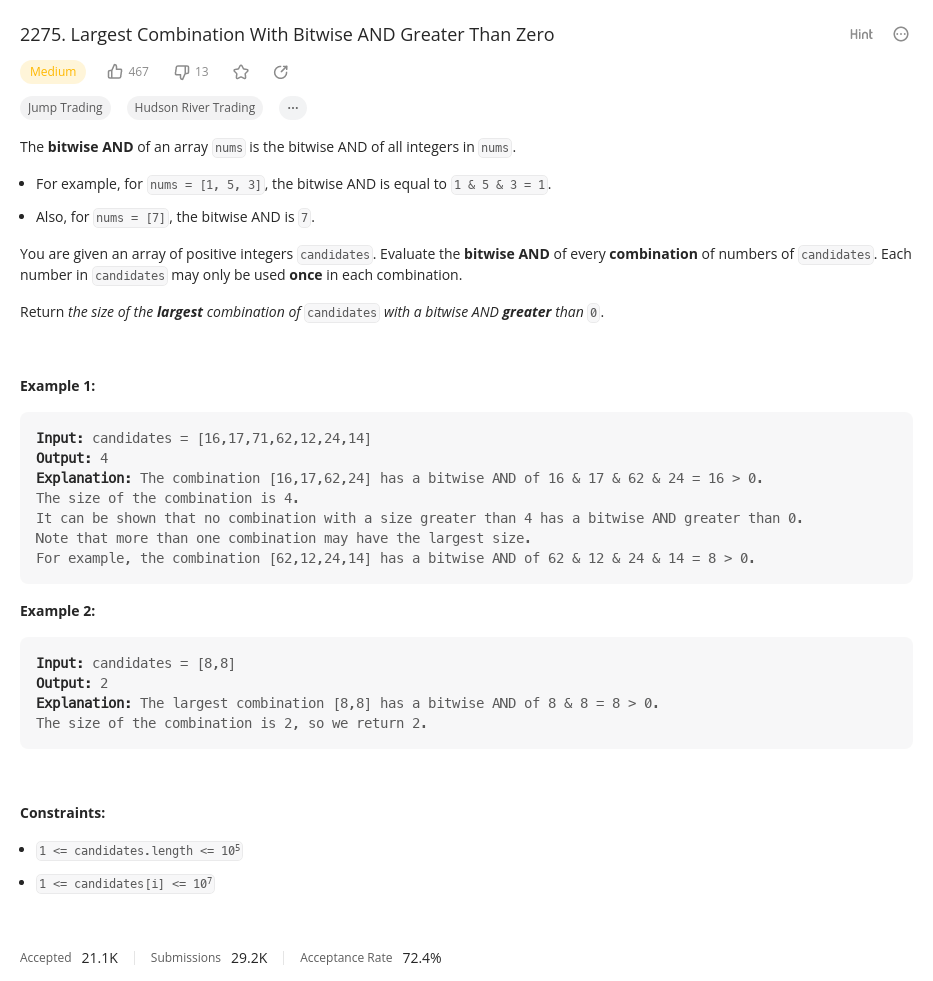 2275. Largest Combination With Bitwise AND Greater Than Zero
Hint
Medium 467 13
Jump Trading Hudson River Trading ···
The bitwise AND of an array nums is the bitwise AND of all integers in nums.
• For example, for nums = [1, 5, 3], the bitwise AND is equal to 1 & 5 & 3 = 1.
• Also, for nums = [7], the bitwise AND is 7.
You are given an array of positive integers candidates. Evaluate the bitwise AND of every combination of numbers of candidates. Each
number in candidates may only be used once in each combination.
Return the size of the largest combination of candidates with a bitwise AND greater than 0.
Example 1:
Input: candidates = [16,17,71,62,12,24,14]
Output: 4
Explanation: The combination [16,17,62,24] has a bitwise AND of 16 & 17 & 62 & 24 = 16 > 0.
The size of the combination is 4.
It can be shown that no combination with a size greater than 4 has a bitwise AND greater than 0.
Note that more than one combination may have the largest size.
For example, the combination [62,12,24,14] has a bitwise AND of 62 & 12 & 24 & 14 = 8 > 0.
Example 2:
Input: candidates = [8,8]
Output: 2
Explanation: The largest combination [8,8] has a bitwise AND of 8 & 8 = 8 > 0.
The size of the combination is 2, so we return 2.
Constraints:
• 1 <= candidates.length <= 10⁵
• 1 <= candidates[i] <= 10⁷
Accepted 21.1K Submissions 29.2K Acceptance Rate 72.4%